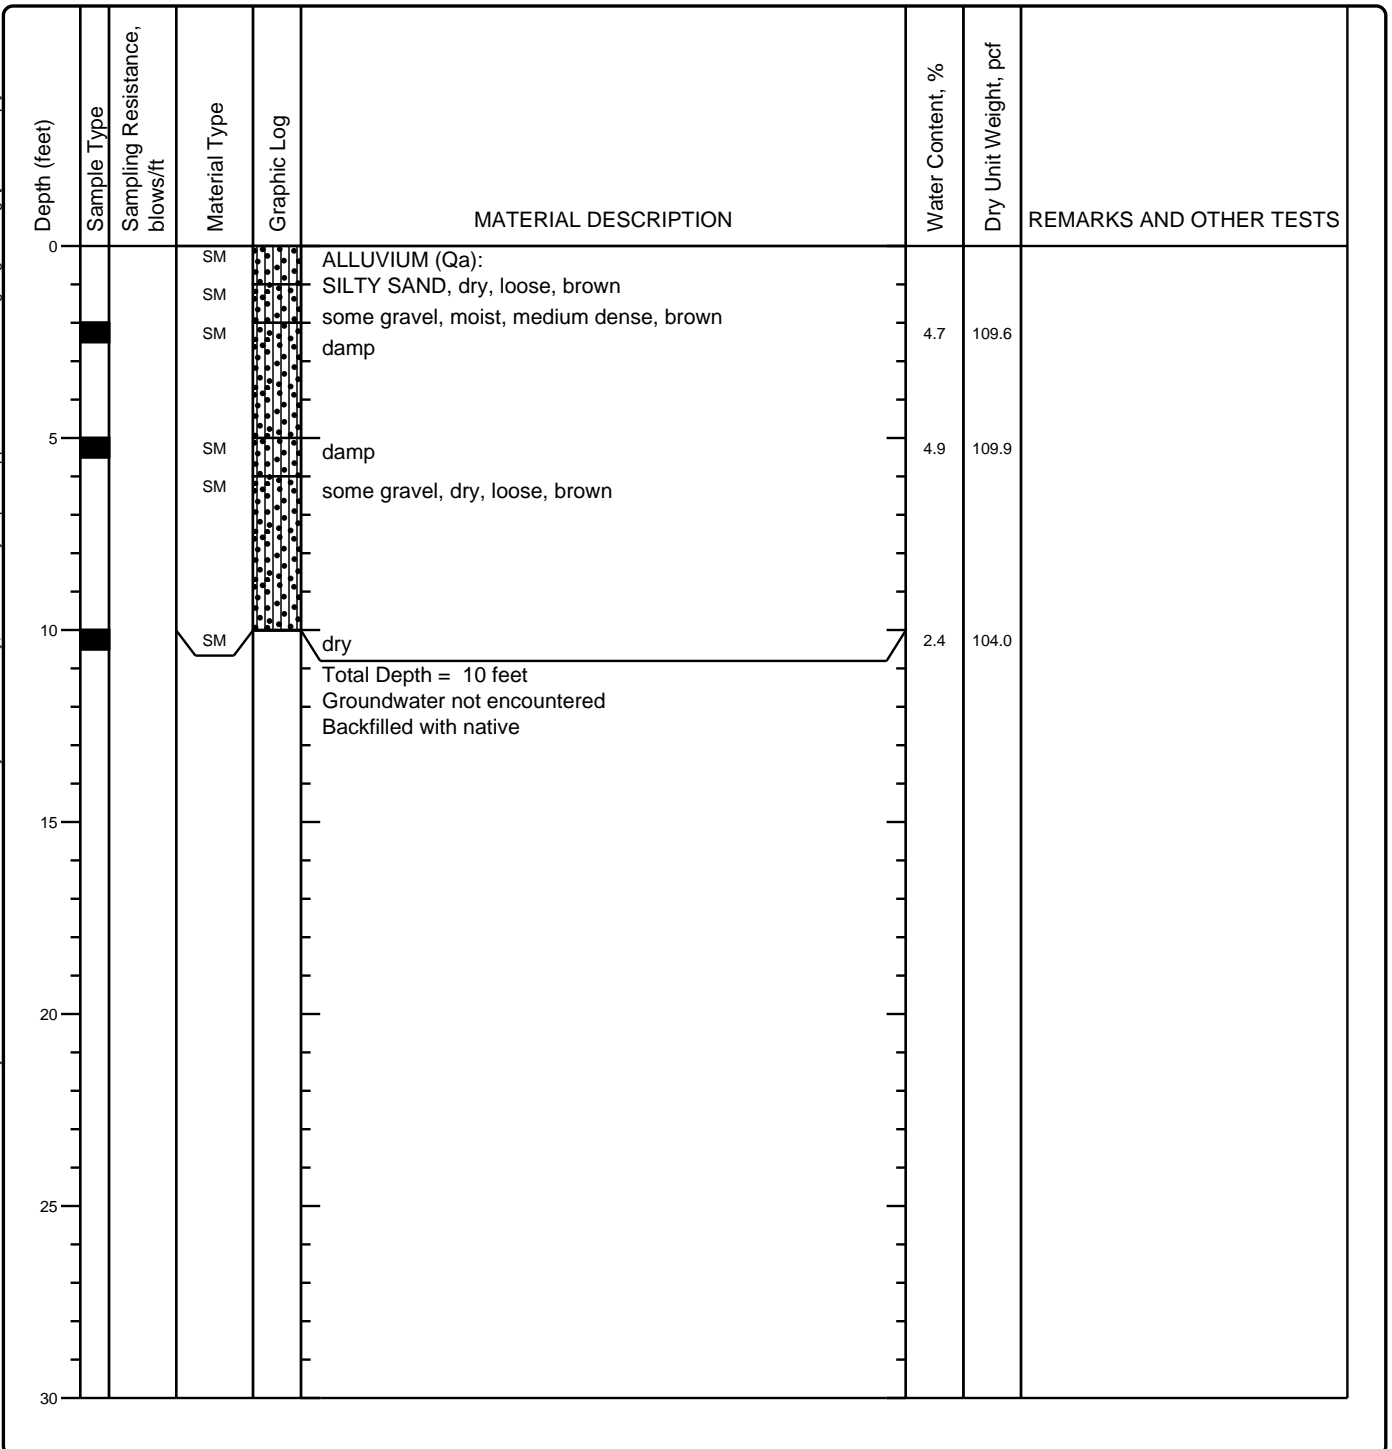 Depth (feet)
Sample Type
Sampling Resistance,
blows/ft
Material Type
Graphic Log
MATERIAL DESCRIPTION
Water Content, %
Dry Unit Weight, pcf
REMARKS AND OTHER TESTS
0
SM
ALLUVIUM (Qa):
SILTY SAND, dry, loose, brown
SM
some gravel, moist, medium dense, brown
SM
damp
4.7
109.6
5
SM
damp
4.9
109.9
SM
some gravel, dry, loose, brown
10
SM
dry
2.4
104.0
Total Depth = 10 feet
Groundwater not encountered
Backfilled with native
15
20
25
30